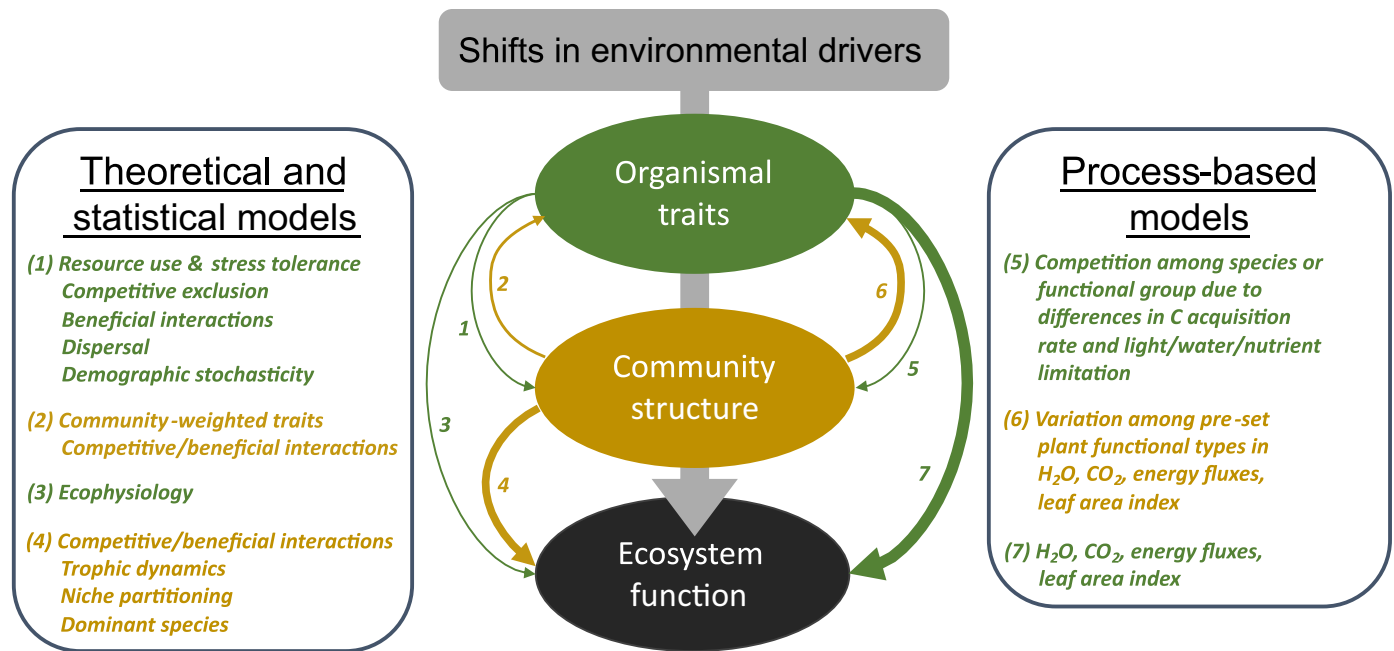 Shifts in environmental drivers
Theoretical and
statistical models
(1) Resource use & stress tolerance
Competitive exclusion
Beneficial interactions
Dispersal
Demographic stochasticity
(2) Community-weighted traits
Competitive/beneficial interactions
(3) Ecophysiology
(4) Competitive/beneficial interactions
Trophic dynamics
Niche partitioning
Dominant species
Organismal
traits
Community
structure
Ecosystem
function
1
2
3
4
5
6
7
Process-based
models
(5) Competition among species or
functional group due to
differences in C acquisition
rate and light/water/nutrient
limitation
(6) Variation among pre-set
plant functional types in
H₂O, CO₂, energy fluxes,
leaf area index
(7) H₂O, CO₂, energy fluxes,
leaf area index